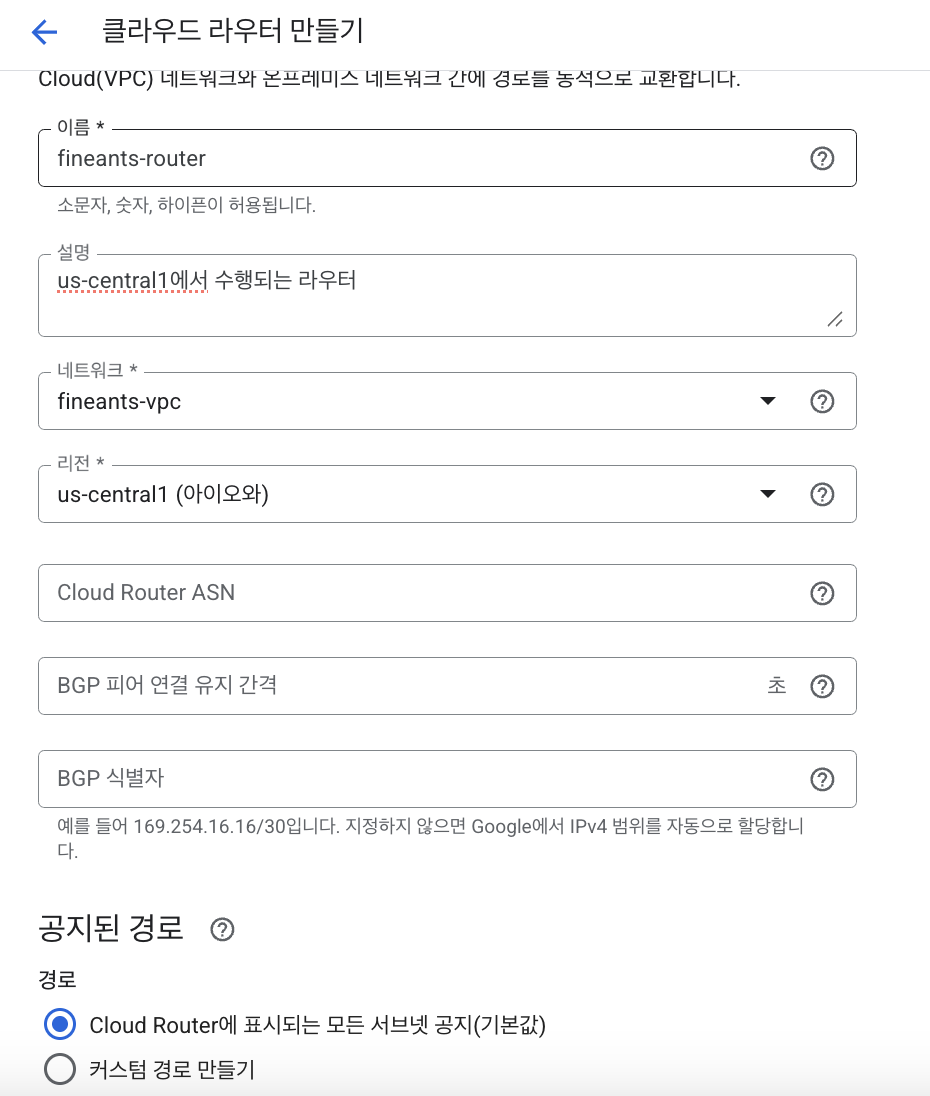 클라우드 라우터 만들기
Cloud(VPC) 네트워크와 온프레미스 네트워크 간에 경로를 동적으로 교환합니다.
이름 *
fineants-router
소문자, 숫자, 하이픈이 허용됩니다.
설명
us-central1에서 수행되는 라우터
네트워크 *
fineants-vpc
리전 *
us-central1 (아이오와)
Cloud Router ASN
BGP 피어 연결 유지 간격 초
BGP 식별자
예를 들어 169.254.16.16/30입니다. 지정하지 않으면 Google에서 IPv4 범위를 자동으로 할당합니
다.
공지된 경로
경로
Cloud Router에 표시되는 모든 서브넷 공지(기본값)
커스텀 경로 만들기